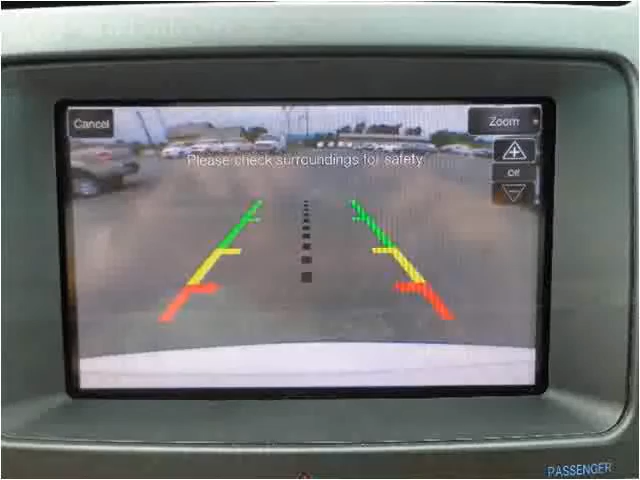 Cancel
Zoom
Please check surroundings for safety.
Off
PASSENGER